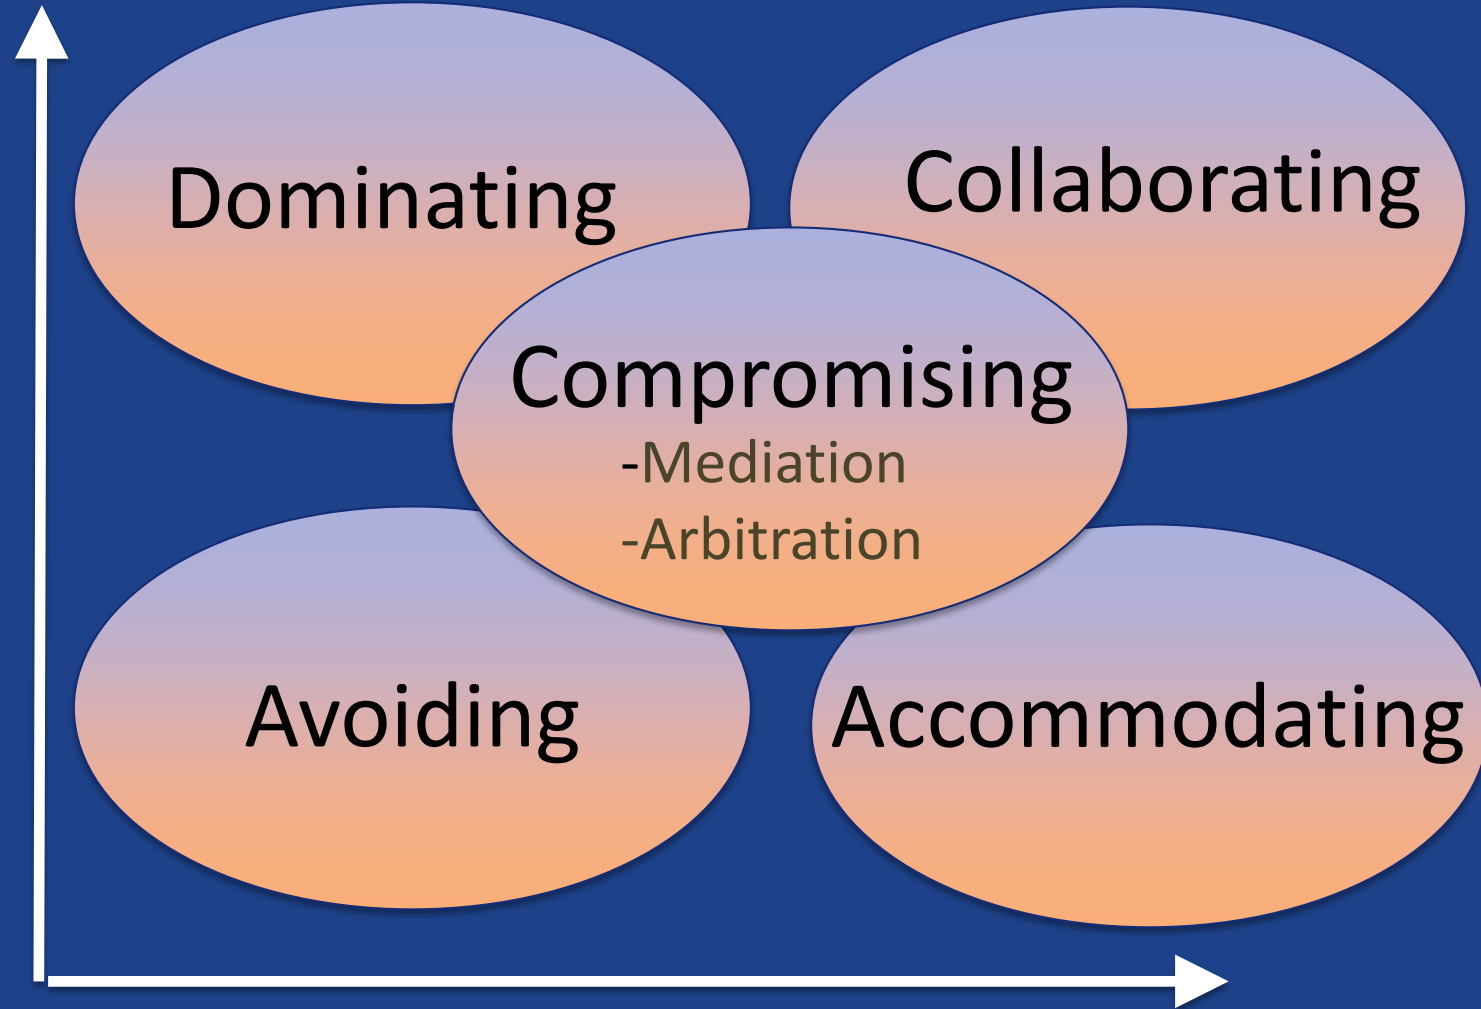 Dominating
Collaborating
Compromising
-Mediation
-Arbitration
Avoiding
Accommodating